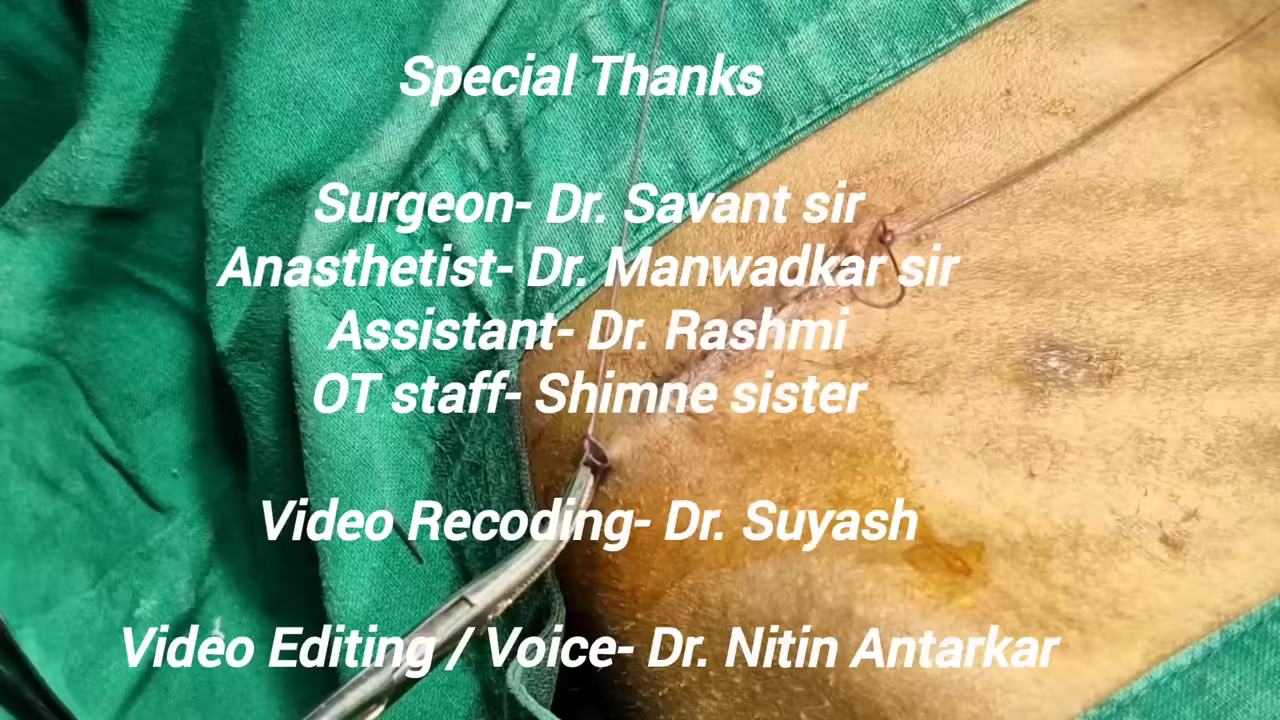 Special Thanks
Surgeon- Dr. Savant sir
Anasthetist- Dr. Manwadkar sir
Assistant- Dr. Rashmi
OT staff- Shimne sister
Video Recoding- Dr. Suyash
Video Editing / Voice- Dr. Nitin Antarkar